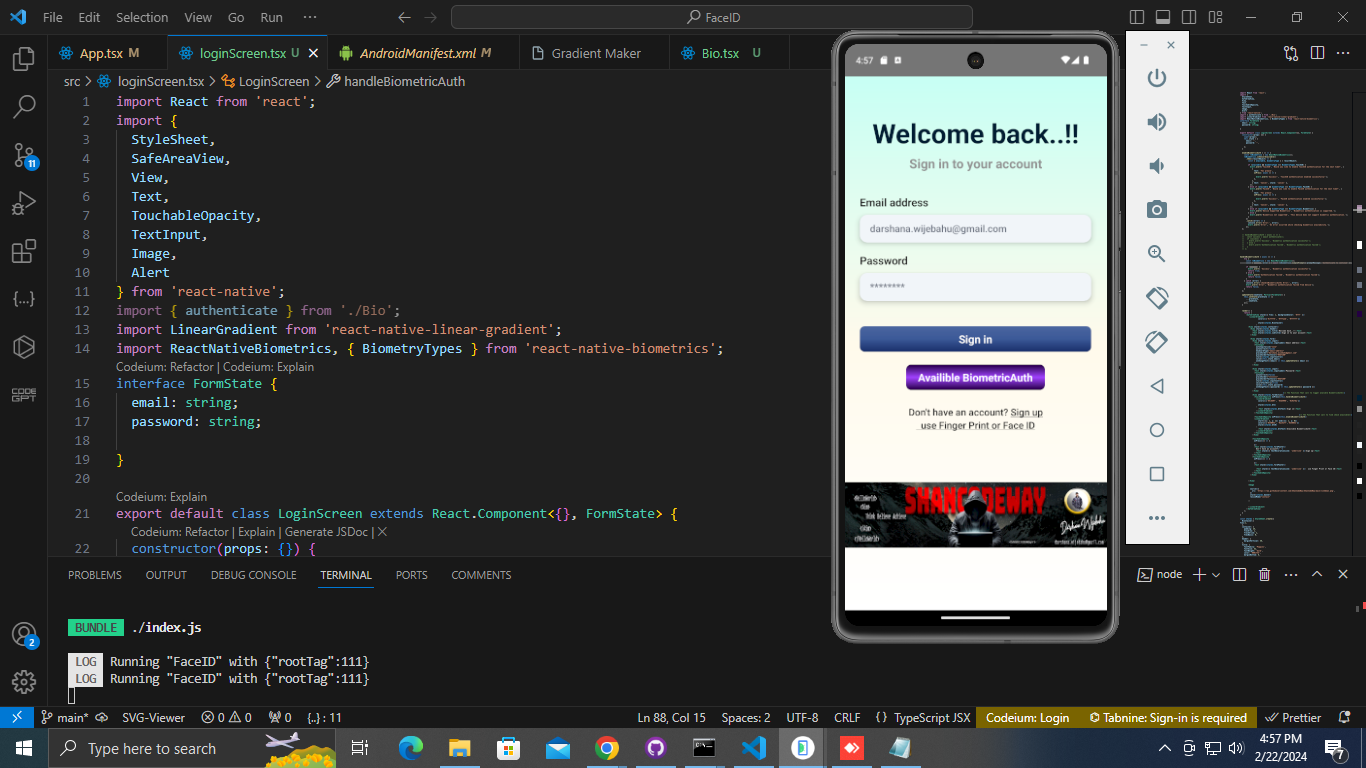 File Edit Selection View Go Run ··· FaceID
App.tsx M loginScreen.tsx U AndroidManifest.xml M Gradient Maker Bio.tsx U
src > loginScreen.tsx > LoginScreen > handleBiometricAuth
1 import React from 'react';
2 import {
3 StyleSheet,
4 SafeAreaView,
5 View,
6 Text,
7 TouchableOpacity,
8 TextInput,
9 Image,
10 Alert
11 } from 'react-native';
12 import { authenticate } from './Bio';
13 import LinearGradient from 'react-native-linear-gradient';
14 import ReactNativeBiometrics, { BiometryTypes } from 'react-native-biometrics';
Codeium: Refactor | Codeium: Explain
15 interface FormState {
16 email: string;
17 password: string;
18
19 }
20
Codeium: Explain
21 export default class LoginScreen extends React.Component<{}, FormState> {
Codeium: Refactor | Explain | Generate JSDoc | X
22 constructor(props: {}) {
4:57
Welcome back..!!
Sign in to your account
Email address
darshana.wijebahu@gmail.com
Password
********
Sign in
Availible BiometricAuth
Don't have an account? Sign up
use Finger Print or Face ID
SHANCODEWAY
Think Believe Achieve
Darshana Wijebahu
PROBLEMS OUTPUT DEBUG CONSOLE TERMINAL PORTS COMMENTS
node
BUNDLE ./index.js
LOG Running "FaceID" with {"rootTag":111}
LOG Running "FaceID" with {"rootTag":111}
11
2
main* SVG-Viewer 0 0 0 {..} : 11 Ln 88, Col 15 Spaces: 2 UTF-8 CRLF {} TypeScript JSX Codeium: Login Tabnine: Sign-in is required Prettier
Type here to search
4:57 PM
2/22/2024
7